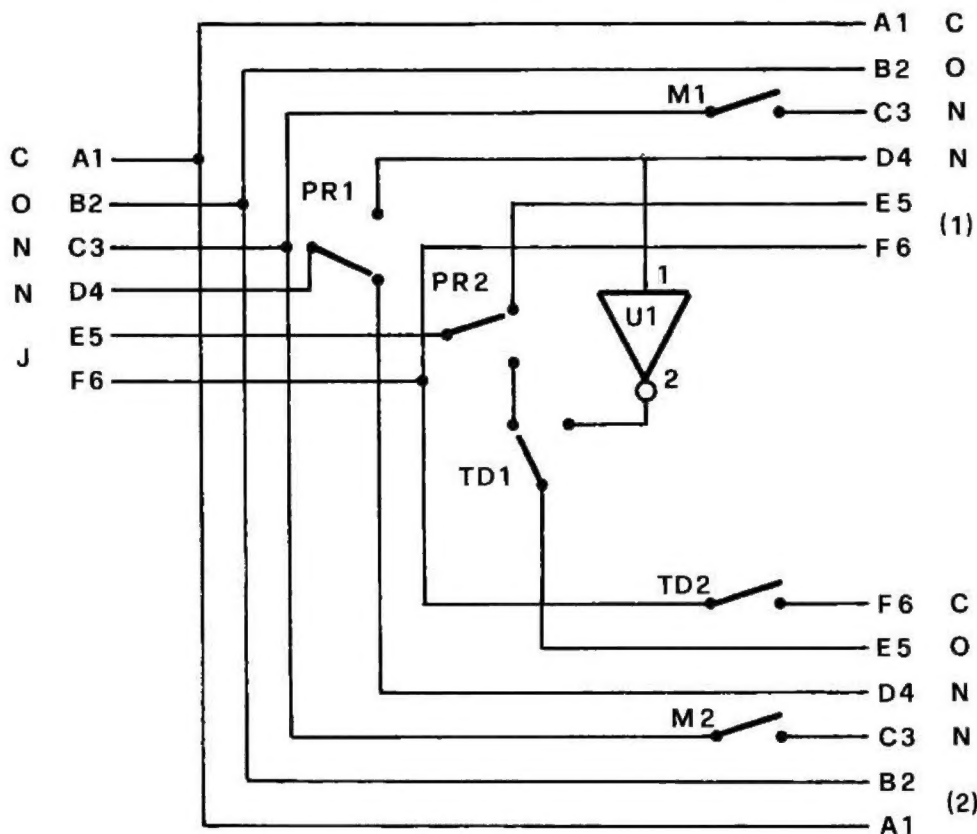 A1 C
B2 O
M1
C3 N
C A1
D4 N
PR1
O B2
E5
(1)
N C3
F6
PR2
1
N D4
U1
J E5
F6
2
TD1
TD2
F6 C
E5 O
D4 N
M2
C3 N
B2
(2)
A1